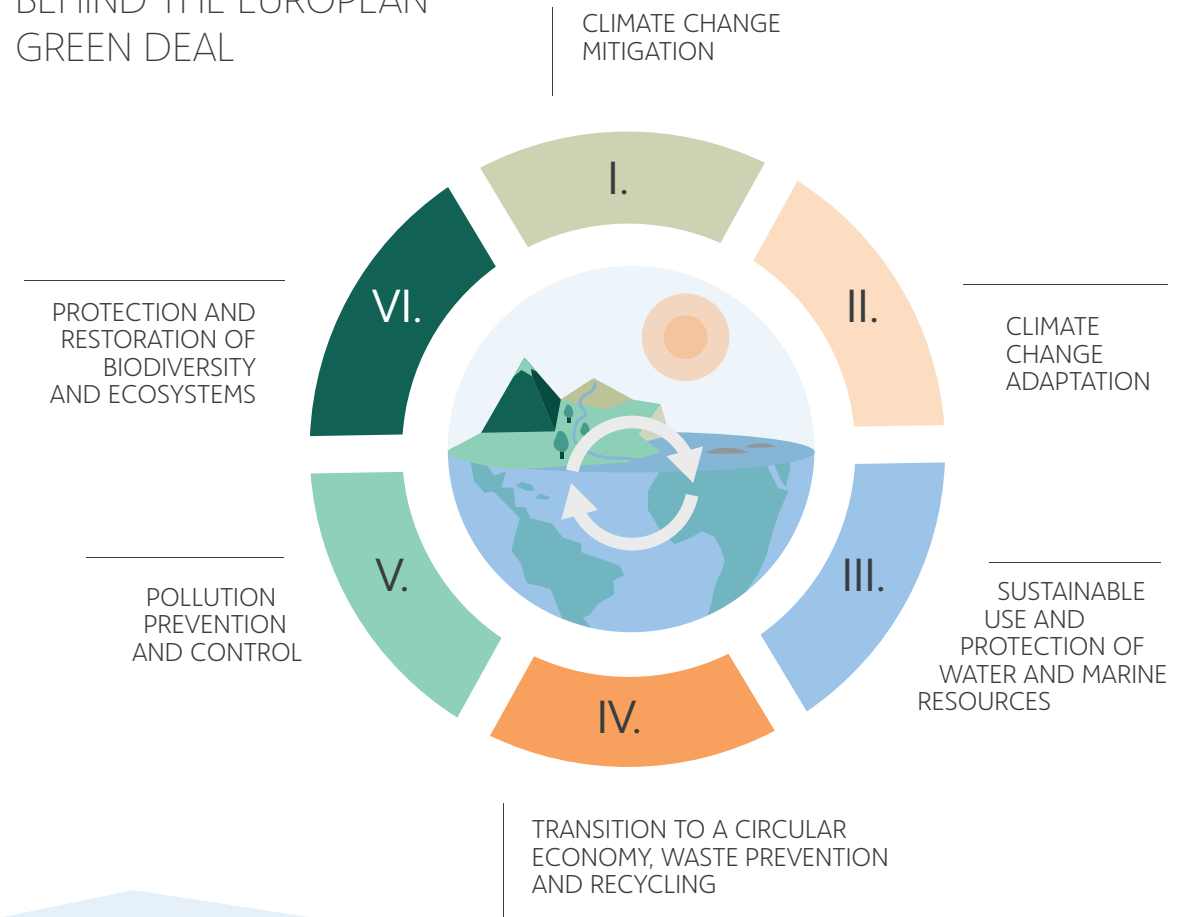 BEHIND THE EUROPEAN
GREEN DEAL
CLIMATE CHANGE
MITIGATION
I.
II.
CLIMATE
CHANGE
ADAPTATION
III.
SUSTAINABLE
USE AND
PROTECTION OF
WATER AND MARINE
RESOURCES
IV.
TRANSITION TO A CIRCULAR
ECONOMY, WASTE PREVENTION
AND RECYCLING
V.
POLLUTION
PREVENTION
AND CONTROL
VI.
PROTECTION AND
RESTORATION OF
BIODIVERSITY
AND ECOSYSTEMS